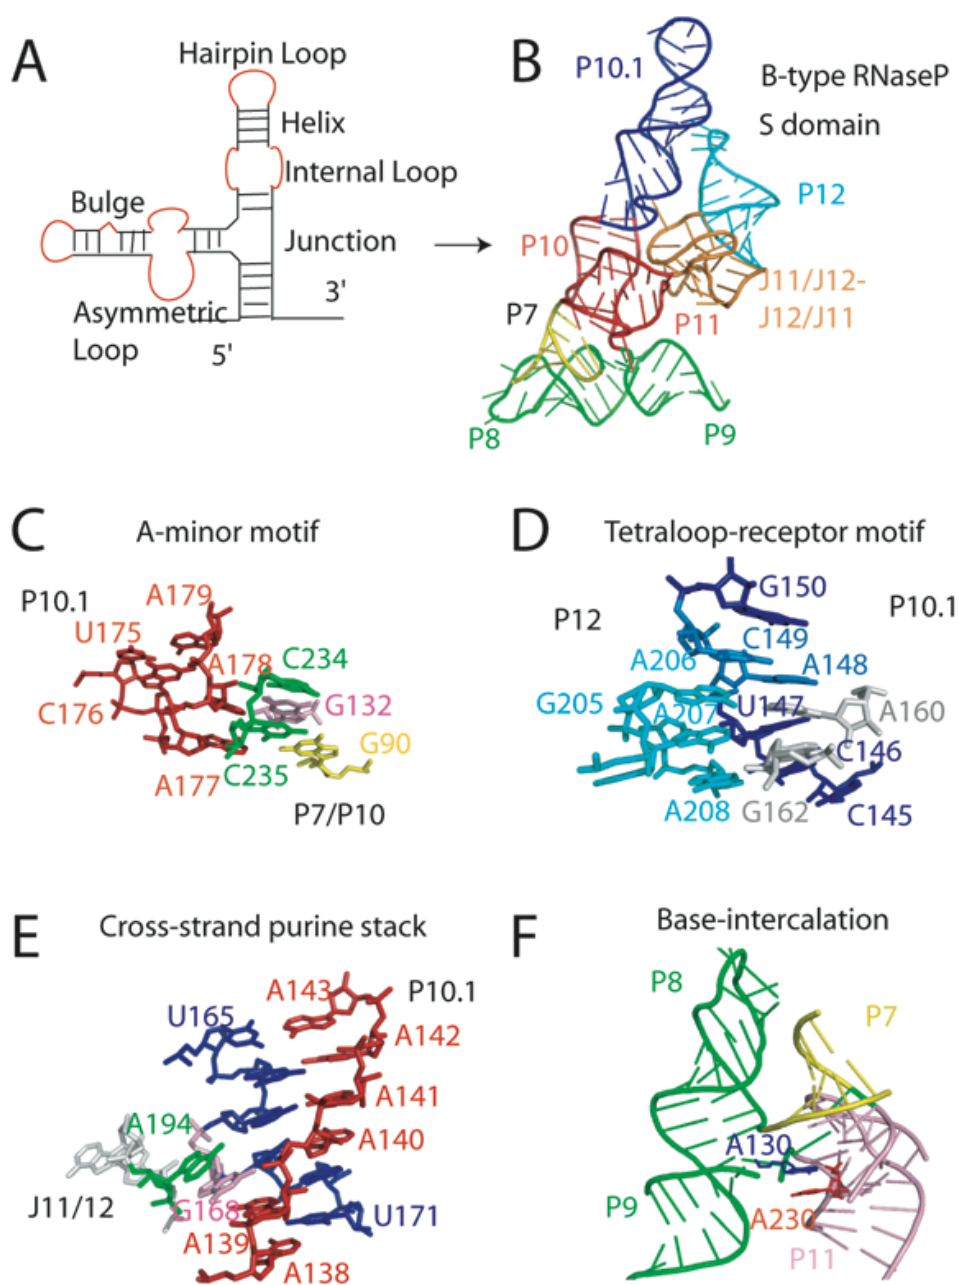 A
Hairpin Loop
Helix
Internal Loop
Bulge
Junction
3'
Asymmetric
Loop
5'
B
P10.1
B-type RNaseP
S domain
P12
P10
J11/J12-
J12/J11
P7
P11
P8
P9
C
A-minor motif
P10.1
A179
U175
A178
C234
C176
G132
G90
A177
C235
P7/P10
D
Tetraloop-receptor motif
G150
P12
P10.1
C149
A206
A148
G205
A207
U147
A160
C146
A208
G162
C145
E
Cross-strand purine stack
A143
P10.1
U165
A142
A141
A194
A140
J11/12
G168
U171
A139
A138
F
Base-intercalation
P8
P7
A130
P9
A230
P11